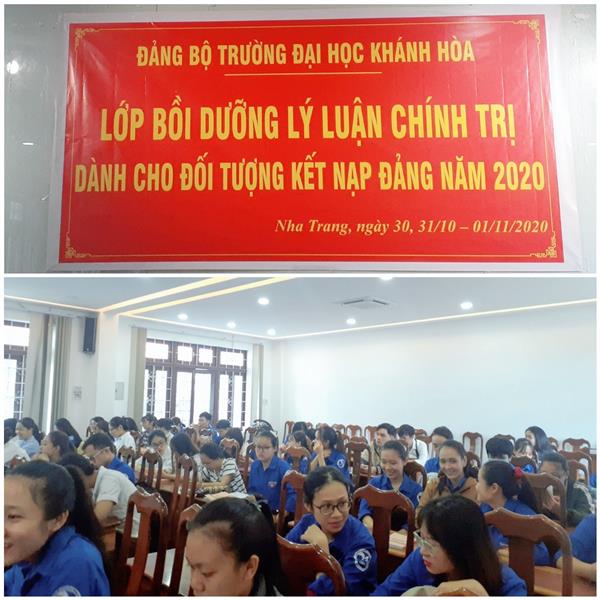 ĐẢNG BỘ TRƯỜNG ĐẠI HỌC KHÁNH HÒA
LỚP BỒI DƯỠNG LÝ LUẬN CHÍNH TRỊ
DÀNH CHO ĐỐI TƯỢNG KẾT NẠP ĐẢNG NĂM 2020
Nha Trang, ngày 30, 31/10 – 01/11/2020